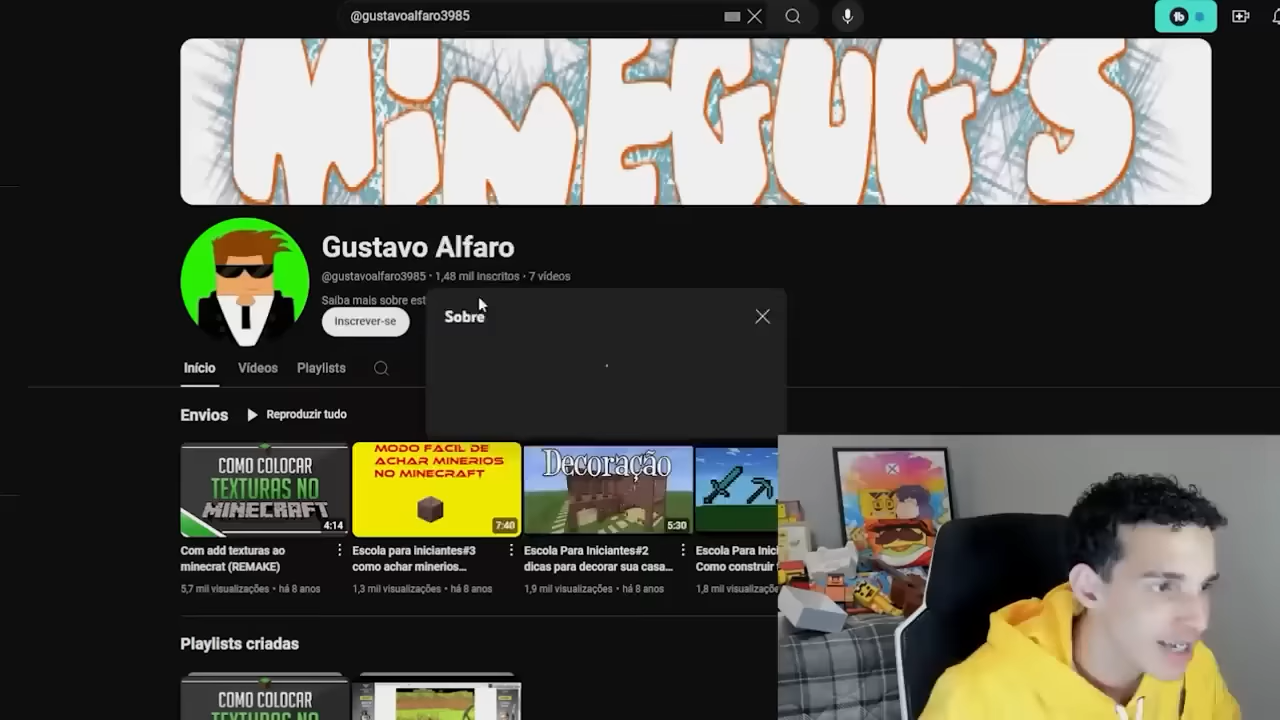 @gustavoalfaro3985
MINEGUG'S
Gustavo Alfaro
@gustavoalfaro3985 • 1,48 mil inscritos • 7 vídeos
Saiba mais sobre est
Inscrever-se
Sobre
Início Vídeos Playlists
Envios Reproduzir tudo
COMO COLOCAR
TEXTURAS NO
MINECRAFT
4:14
MODO FACIL DE
ACHAR MINERIOS
NO MINECRAFT
7:40
Decoração
5:30
Com add texturas ao
minecrat (REMAKE)
5,7 mil visualizações • há 8 anos
Escola para iniciantes#3
como achar minerios...
1,3 mil visualizações • há 8 anos
Escola Para Iniciantes#2
dicas para decorar sua casa...
1,9 mil visualizações • há 8 anos
Escola Para Inici
Como construir
1,8 mil visualizaçõ
Playlists criadas
COMO COLOCAR
TEXTURAS NO